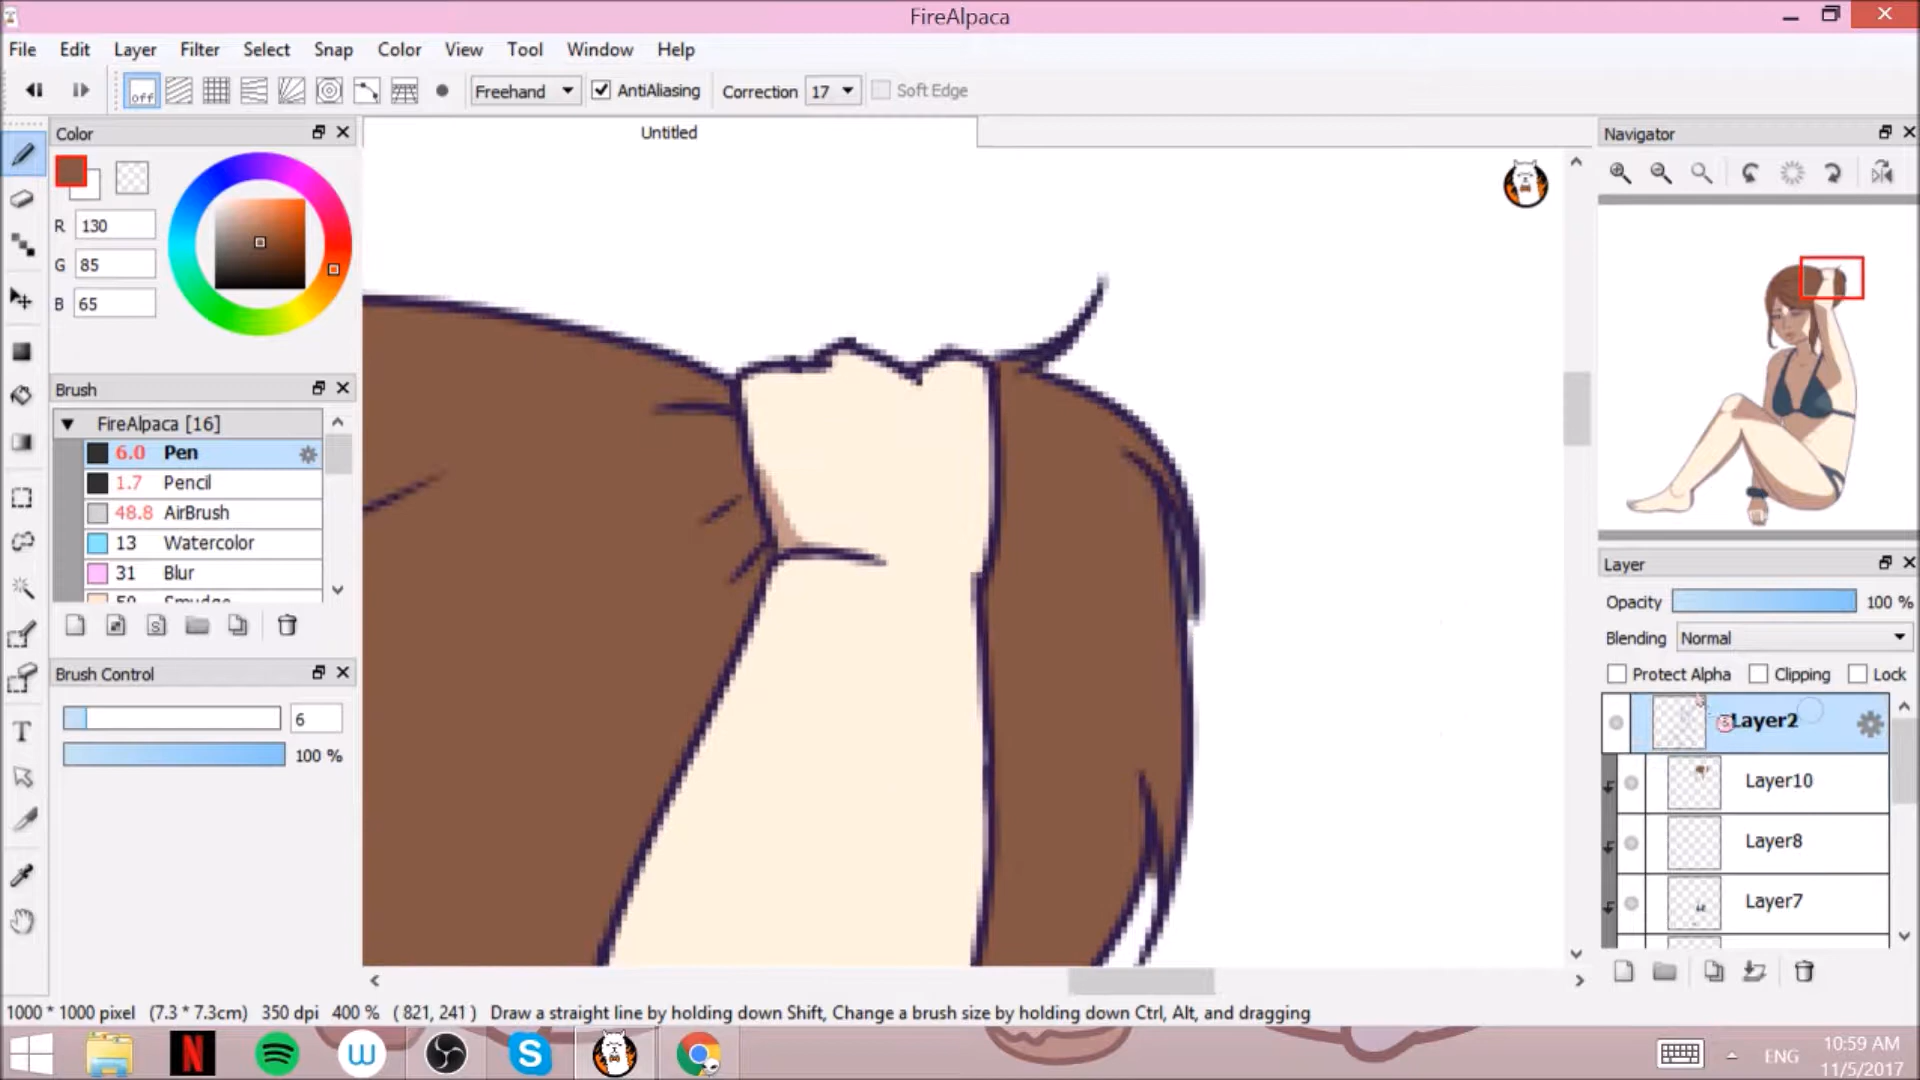 FireAlpaca
File Edit Layer Filter Select Snap Color View Tool Window Help
off Freehand AntiAliasing Correction 17 Soft Edge
Color
R 130
G 85
B 65
Brush
FireAlpaca [16]
6.0 Pen
1.7 Pencil
48.8 AirBrush
13 Watercolor
31 Blur
Brush Control
6
100 %
Untitled
Navigator
Layer
Opacity 100 %
Blending Normal
Protect Alpha Clipping Lock
Layer2
Layer10
Layer8
Layer7
1000 * 1000 pixel (7.3 * 7.3cm) 350 dpi 400 % ( 821, 241 ) Draw a straight line by holding down Shift, Change a brush size by holding down Ctrl, Alt, and dragging
ENG
10:59 AM
11/5/2017